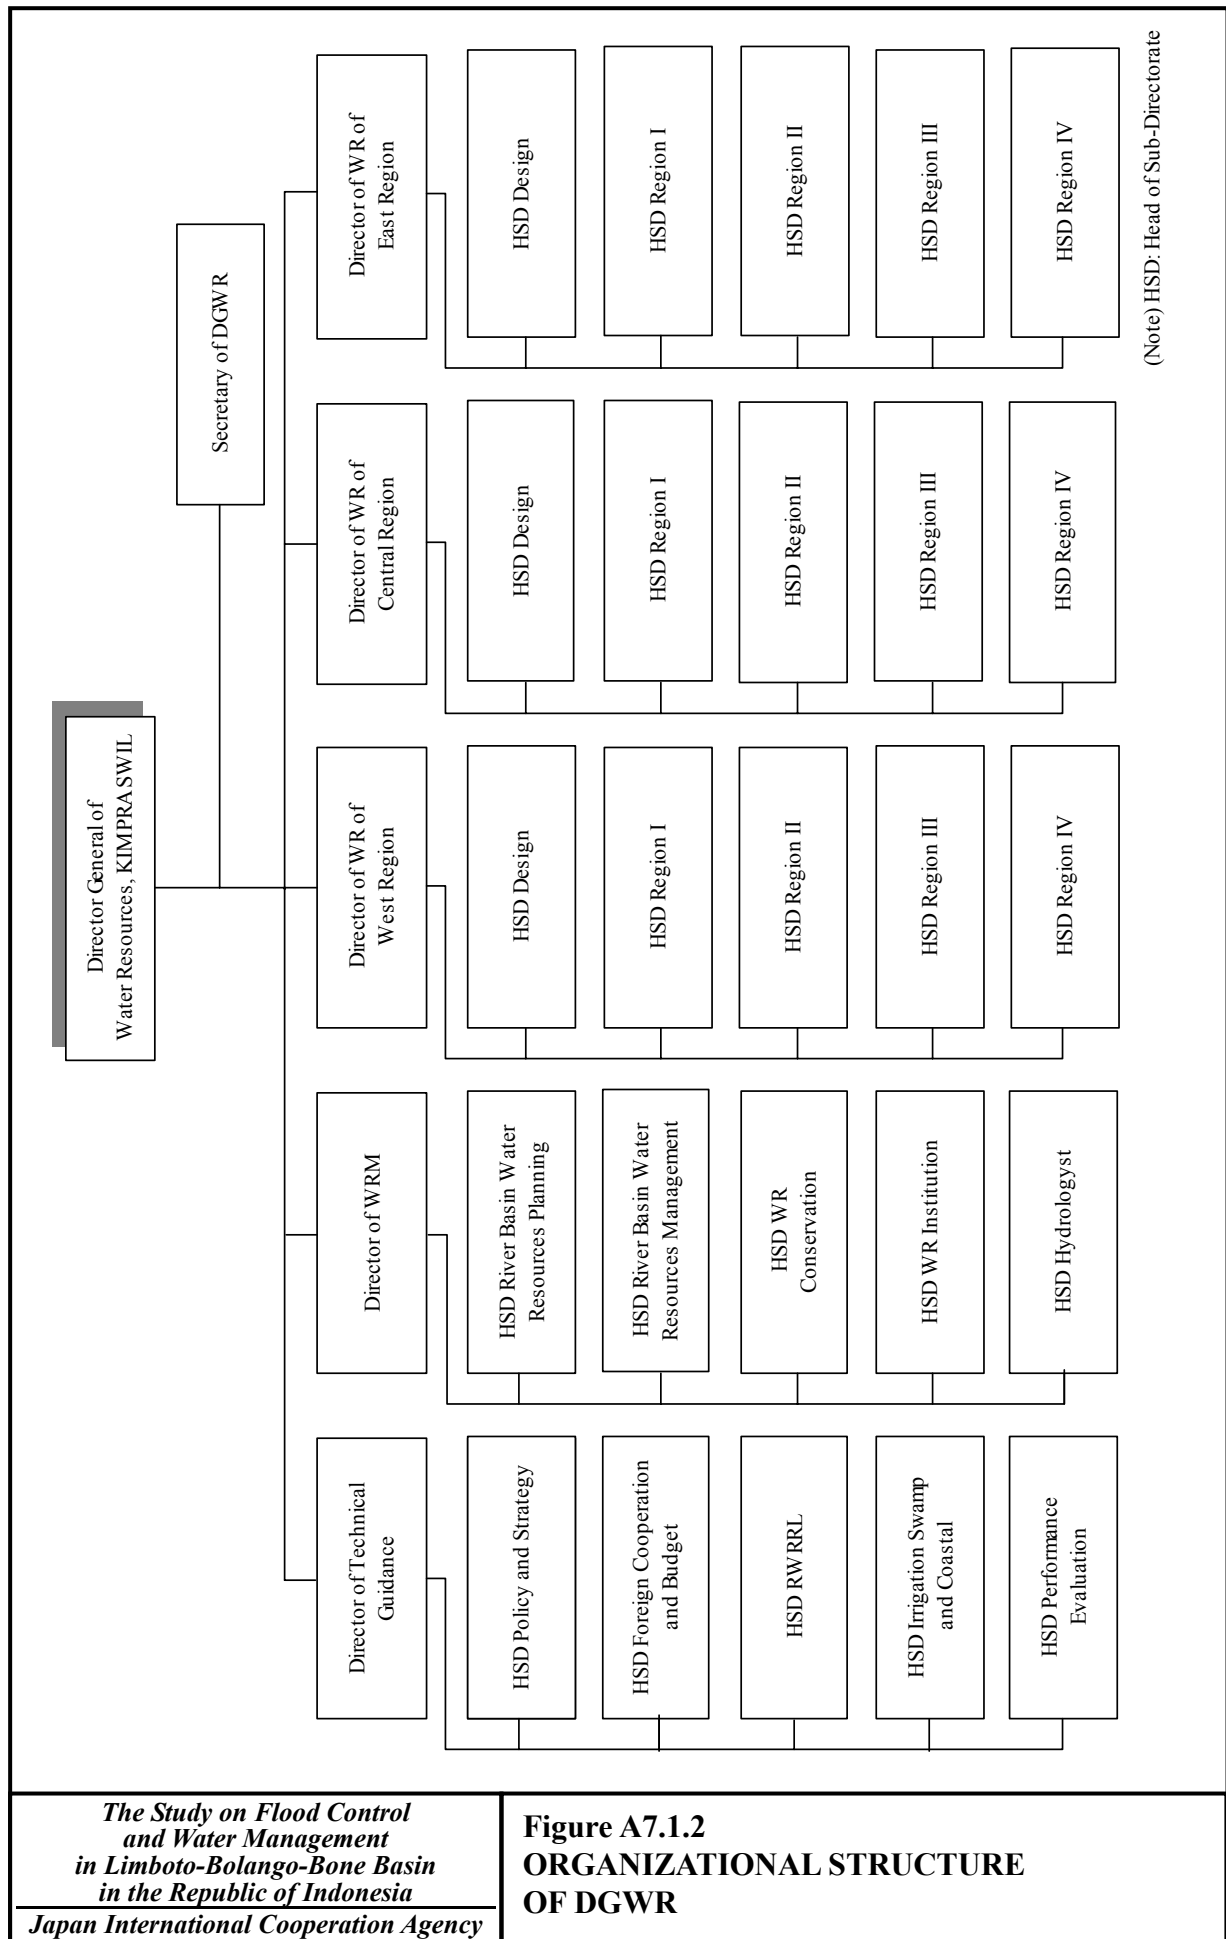 Director General of
Water Resources, KIMPRASWIL
Secretary of DGWR
Director of Technical
Guidance
Director of WRM
Director of WR of
West Region
Director of WR of
Central Region
Director of WR of
East Region
HSD Policy and Strategy
HSD River Basin Water
Resources Planning
HSD Design
HSD Design
HSD Design
HSD Foreign Cooperation
and Budget
HSD River Basin Water
Resources Management
HSD Region I
HSD Region I
HSD Region I
HSD RWRRL
HSD WR
Conservation
HSD Region II
HSD Region II
HSD Region II
HSD Irrigation Swamp
and Coastal
HSD WR Institution
HSD Region III
HSD Region III
HSD Region III
HSD Performance
Evaluation
HSD Hydrologyst
HSD Region IV
HSD Region IV
HSD Region IV
(Note) HSD: Head of Sub-Directorate
The Study on Flood Control
and Water Management
in Limboto-Bolango-Bone Basin
in the Republic of Indonesia
Japan International Cooperation Agency
Figure A7.1.2
ORGANIZATIONAL STRUCTURE
OF DGWR